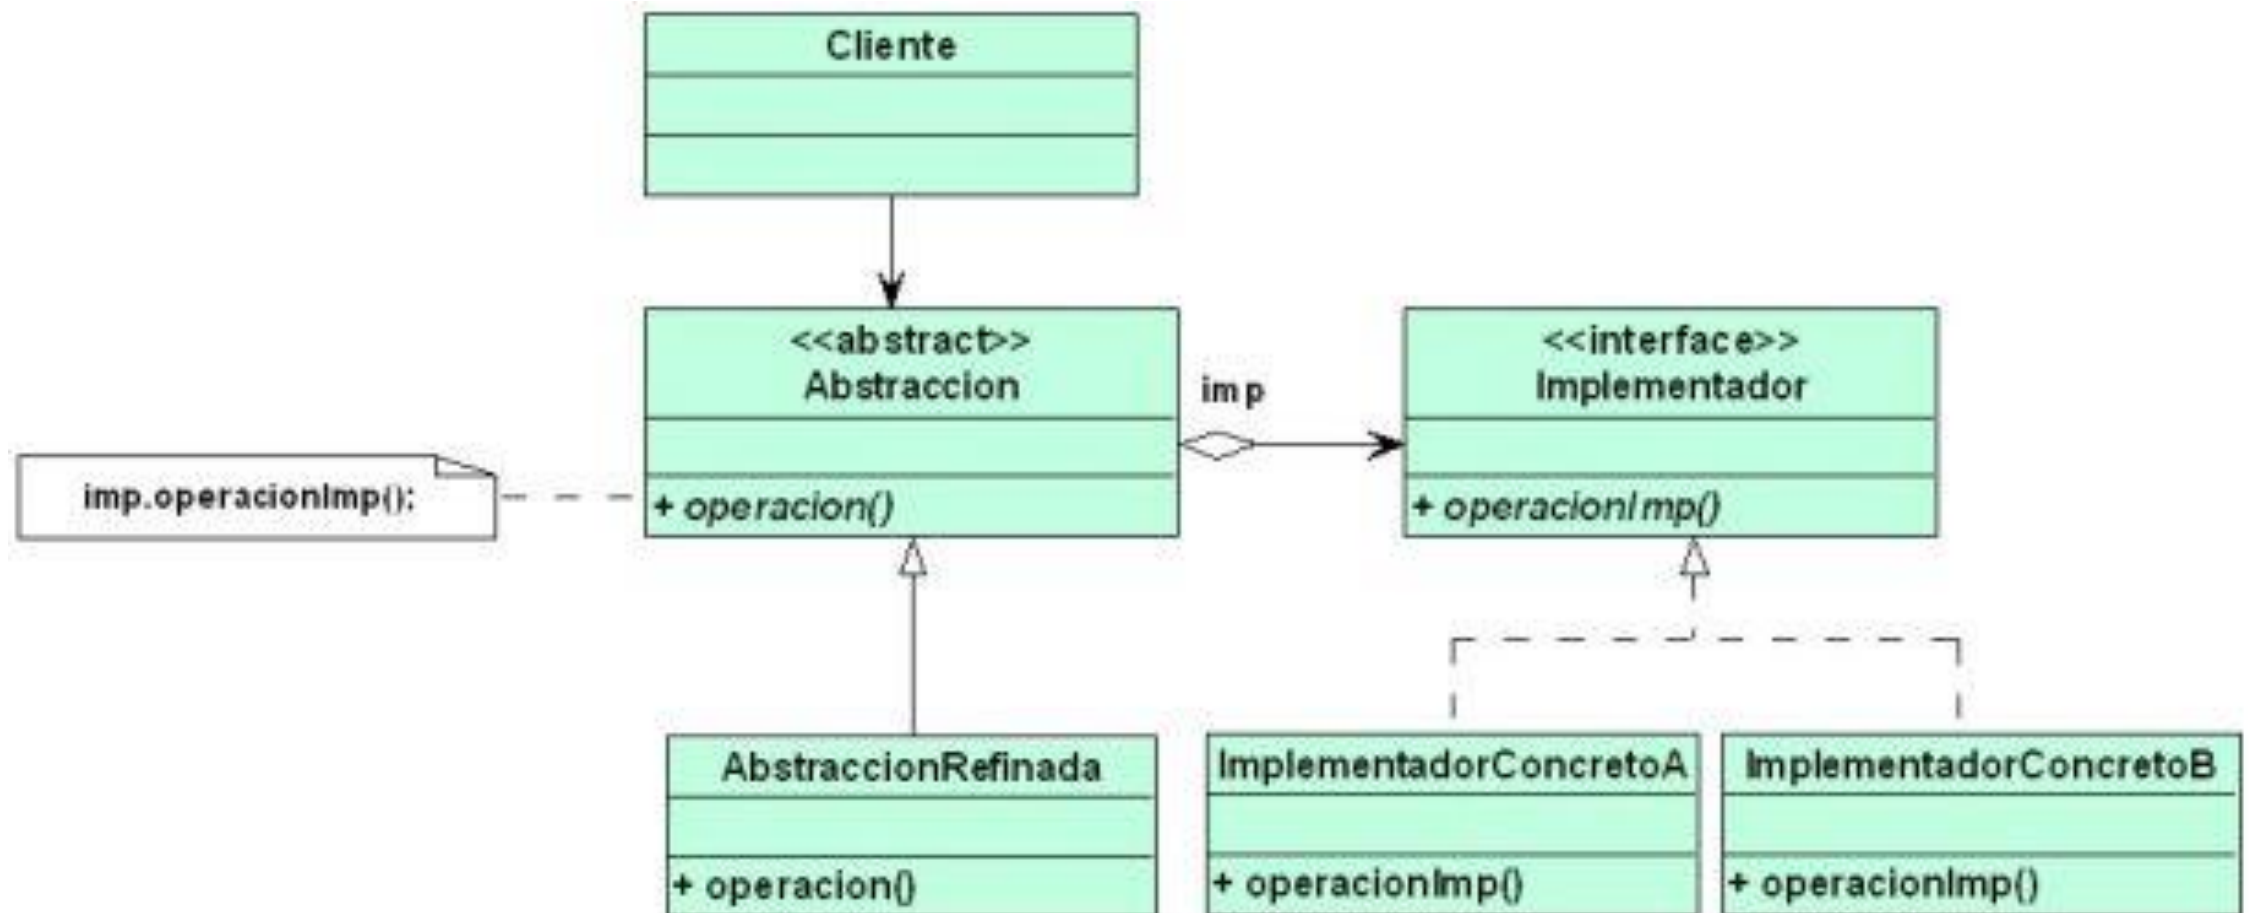 Cliente
<<abstract>>
Abstraccion
+ operacion()
imp
<<interface>>
Implementador
+ operacionImp()
imp.operacionImp();
AbstraccionRefinada
+ operacion()
ImplementadorConcretoA
+ operacionImp()
ImplementadorConcretoB
+ operacionImp()